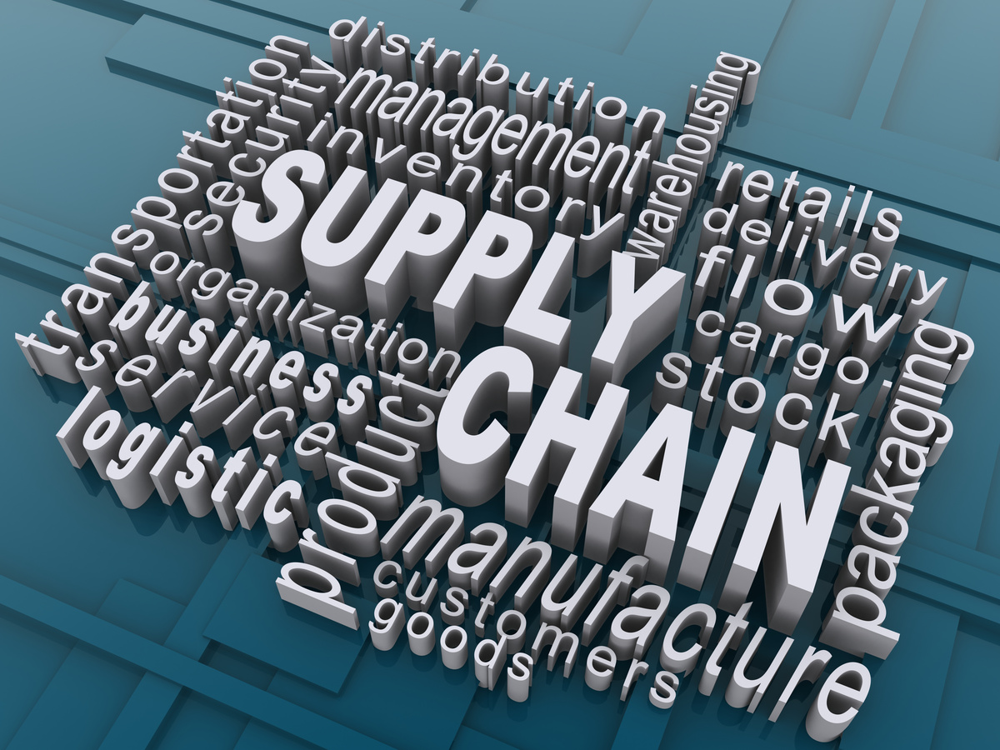 distribution
management
inventory
transportation
security
warehousing
SUPPLY
retails
delivery
flow
cargo
stock
organization
business
service
logistic
product
CHAIN
packaging
manufacture
customers
goods